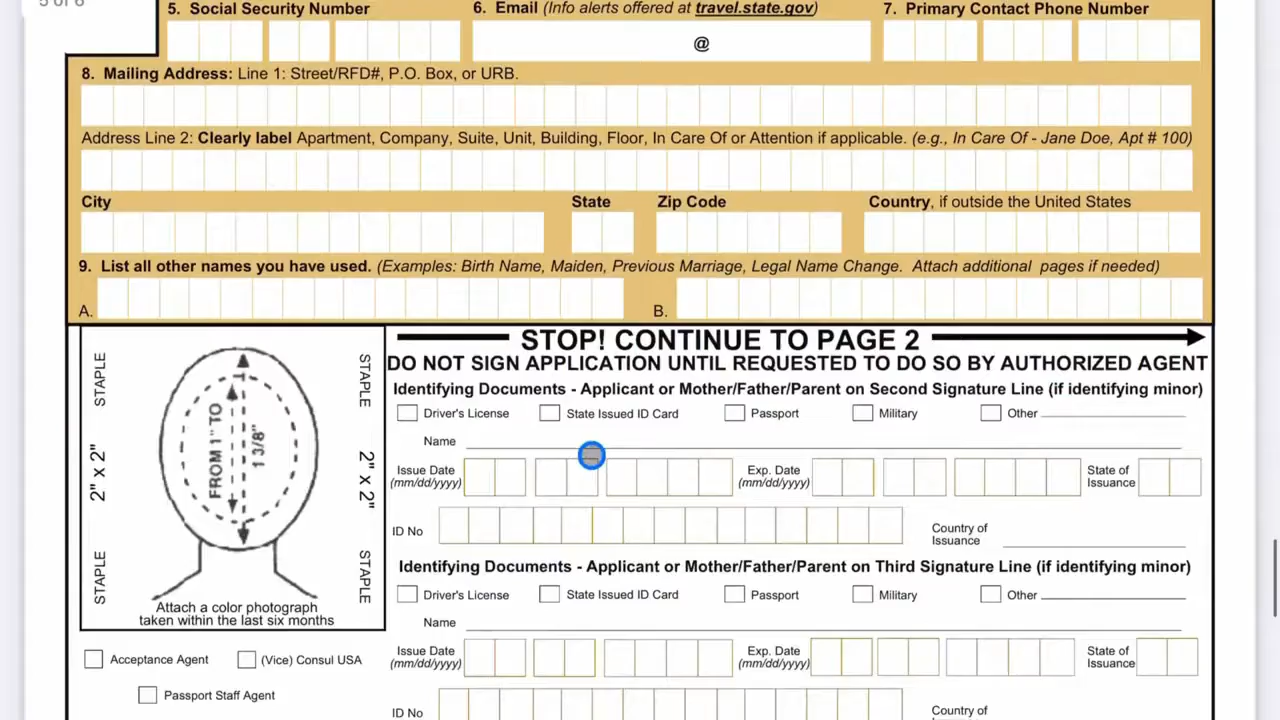 5 of 6
5. Social Security Number
6. Email (Info alerts offered at travel.state.gov)
7. Primary Contact Phone Number
@
8. Mailing Address: Line 1: Street/RFD#, P.O. Box, or URB.
Address Line 2: Clearly label Apartment, Company, Suite, Unit, Building, Floor, In Care Of or Attention if applicable. (e.g., In Care Of - Jane Doe, Apt # 100)
City
State
Zip Code
Country, if outside the United States
9. List all other names you have used. (Examples: Birth Name, Maiden, Previous Marriage, Legal Name Change. Attach additional pages if needed)
A.
B.
STAPLE
STAPLE
2" x 2"
2" x 2"
STAPLE
STAPLE
FROM 1" TO
1 3/8"
Attach a color photograph
taken within the last six months
Acceptance Agent
(Vice) Consul USA
Passport Staff Agent
STOP! CONTINUE TO PAGE 2
DO NOT SIGN APPLICATION UNTIL REQUESTED TO DO SO BY AUTHORIZED AGENT
Identifying Documents - Applicant or Mother/Father/Parent on Second Signature Line (if identifying minor)
Driver's License
State Issued ID Card
Passport
Military
Other
Name
Issue Date
(mm/dd/yyyy)
Exp. Date
(mm/dd/yyyy)
State of
Issuance
ID No
Country of
Issuance
Identifying Documents - Applicant or Mother/Father/Parent on Third Signature Line (if identifying minor)
Driver's License
State Issued ID Card
Passport
Military
Other
Name
Issue Date
(mm/dd/yyyy)
Exp. Date
(mm/dd/yyyy)
State of
Issuance
ID No
Country of